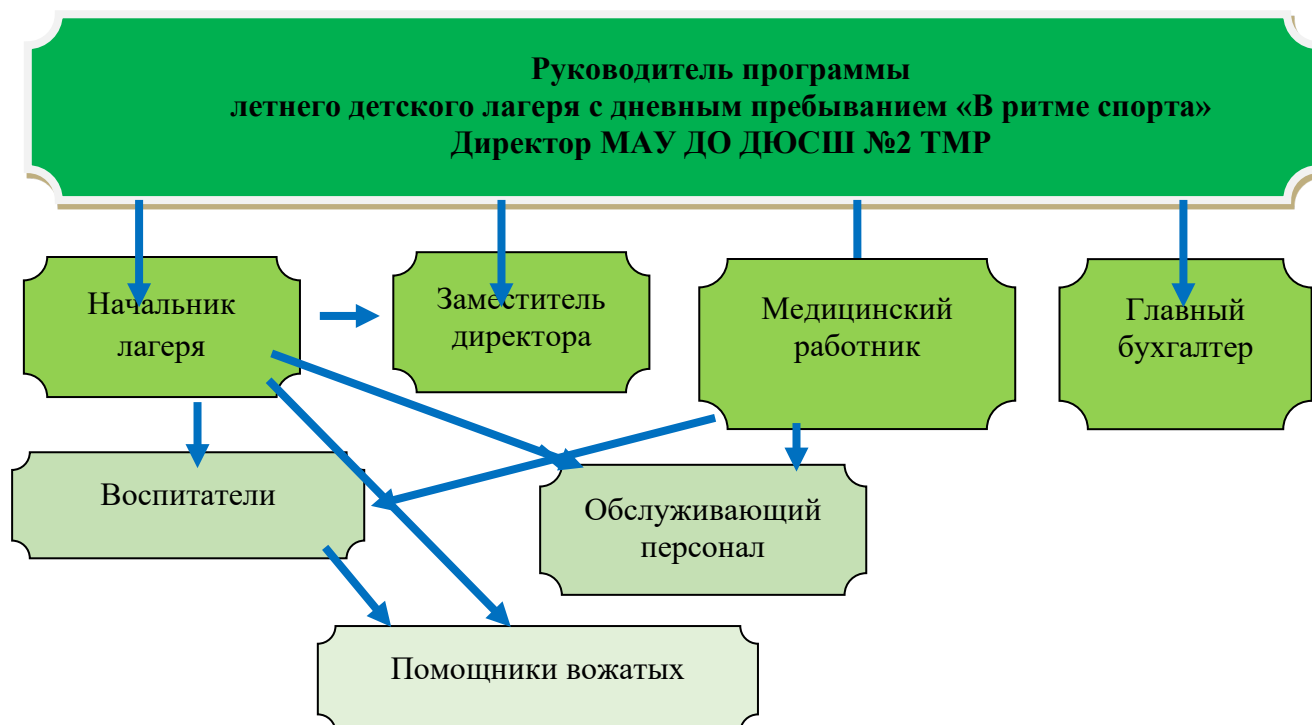 Руководитель программы
летнего детского лагеря с дневным пребыванием «В ритме спорта»
Директор МАУ ДО ДЮСШ №2 ТМР
Начальник
лагеря
Заместитель
директора
Медицинский
работник
Главный
бухгалтер
Воспитатели
Обслуживающий
персонал
Помощники вожатых